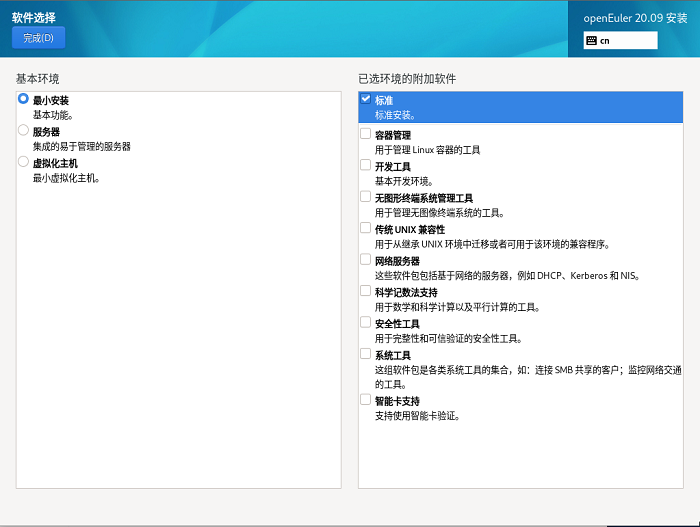 软件选择
完成(D)
openEuler 20.09 安装
cn
基本环境
最小安装
基本功能。
服务器
集成的易于管理的服务器
虚拟化主机
最小虚拟化主机。
已选环境的附加软件
标准
标准安装。
容器管理
用于管理 Linux 容器的工具
开发工具
基本开发环境。
无图形终端系统管理工具
用于管理无图像终端系统的工具。
传统 UNIX 兼容性
用于从继承 UNIX 环境中迁移或者可用于该环境的兼容程序。
网络服务器
这些软件包包括基于网络的服务器，例如 DHCP、Kerberos 和 NIS。
科学记数法支持
用于数学和科学计算以及平行计算的工具。
安全性工具
用于完整性和可信验证的安全性工具。
系统工具
这组软件包是各类系统工具的集合，如：连接 SMB 共享的客户；监控网络交通
的工具。
智能卡支持
支持使用智能卡验证。